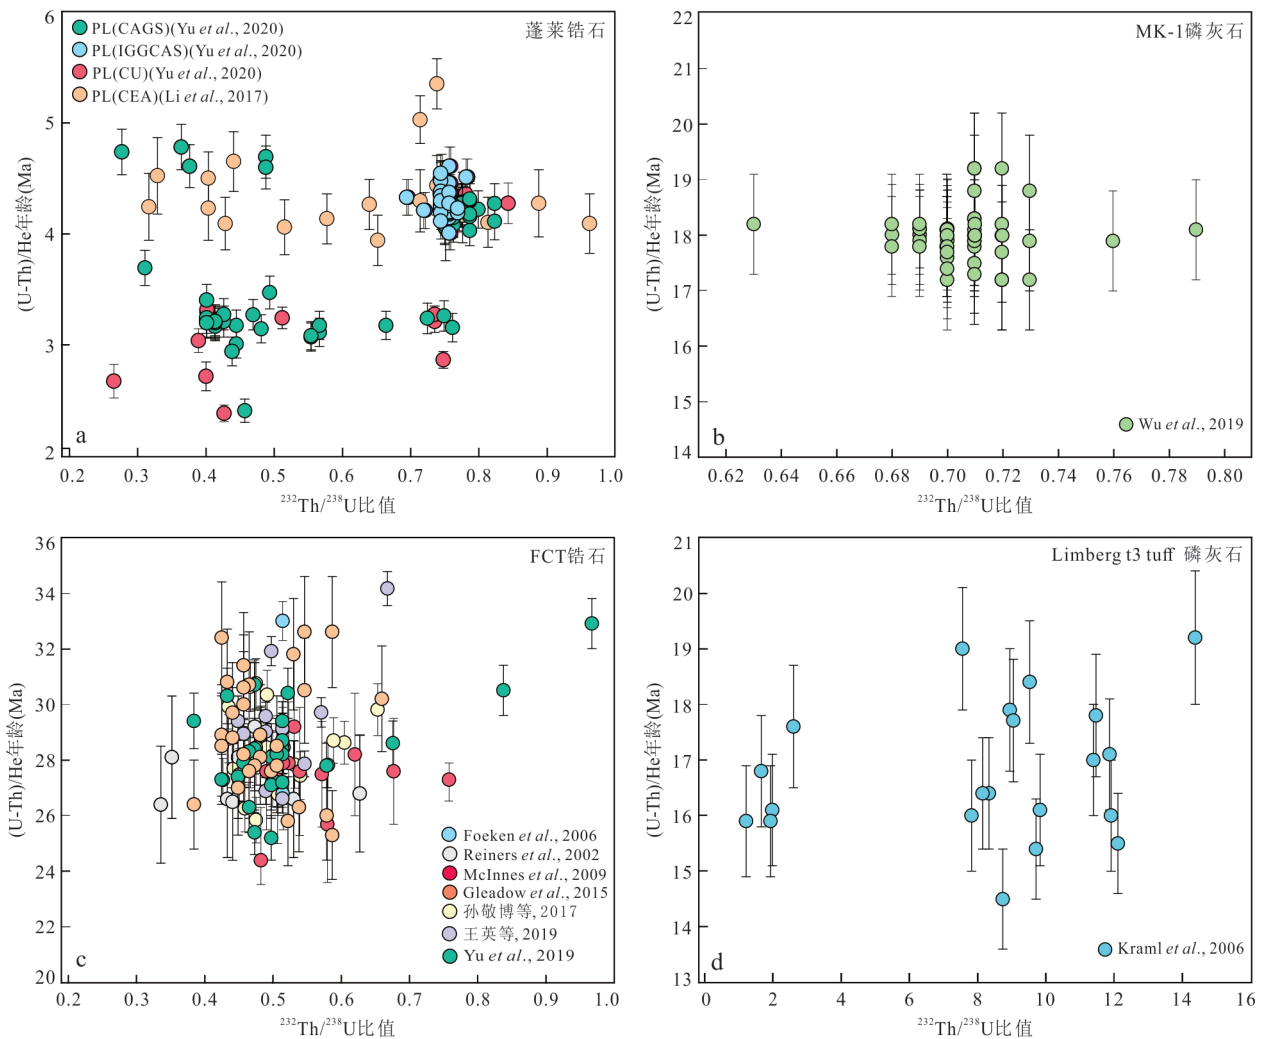 6
5
4
3
2
PL(CAGS)(Yu et al., 2020)
PL(IGGCAS)(Yu et al., 2020)
PL(CU)(Yu et al., 2020)
PL(CEA)(Li et al., 2017)
蓬莱锆石
(U-Th)/He年龄(Ma)
a
0.2 0.3 0.4 0.5 0.6 0.7 0.8 0.9 1.0
²³²Th/²³⁸U比值
22
21
20
19
18
17
16
15
14
MK-1磷灰石
(U-Th)/He年龄(Ma)
Wu et al., 2019
b
0.62 0.64 0.66 0.68 0.70 0.72 0.74 0.76 0.78 0.80
²³²Th/²³⁸U比值
36
34
32
30
28
26
24
22
20
FCT锆石
(U-Th)/He年龄(Ma)
Foeken et al., 2006
Reiners et al., 2002
McInnes et al., 2009
Gleadow et al., 2015
孙敬博等, 2017
王英等, 2019
Yu et al., 2019
c
0.2 0.3 0.4 0.5 0.6 0.7 0.8 0.9 1.0
²³²Th/²³⁸U比值
21
20
19
18
17
16
15
14
13
Limberg t3 tuff 磷灰石
(U-Th)/He年龄(Ma)
Kraml et al., 2006
d
0 2 4 6 8 10 12 14 16
²³²Th/²³⁸U比值